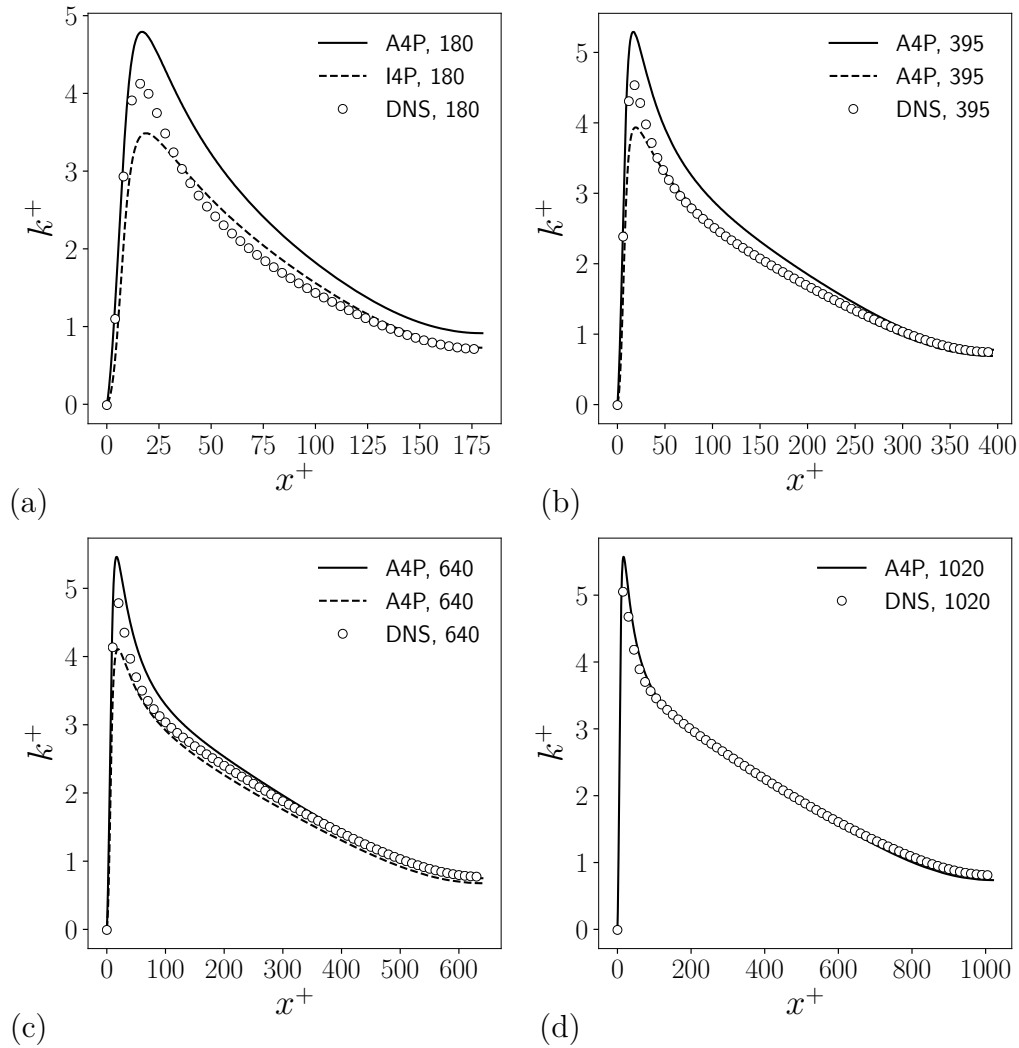 5
4
3
2
1
0
k⁺
A4P, 180
I4P, 180
DNS, 180
0 25 50 75 100 125 150 175
x⁺
(a)
5
4
3
2
1
0
k⁺
A4P, 395
A4P, 395
DNS, 395
0 50 100 150 200 250 300 350 400
x⁺
(b)
5
4
3
2
1
0
k⁺
A4P, 640
A4P, 640
DNS, 640
0 100 200 300 400 500 600
x⁺
(c)
5
4
3
2
1
0
k⁺
A4P, 1020
DNS, 1020
0 200 400 600 800 1000
x⁺
(d)